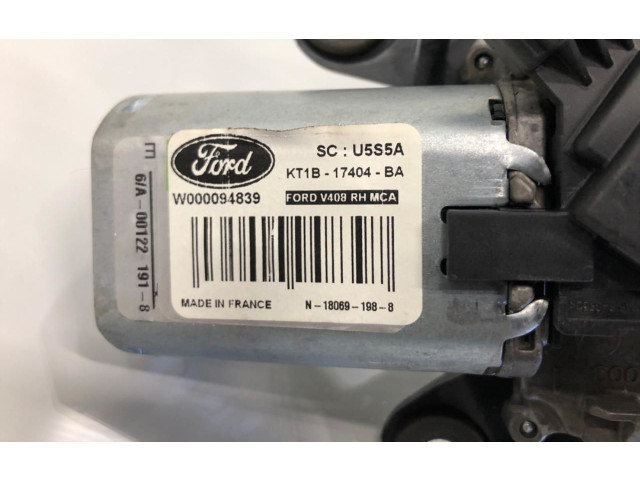 Ford
SC : U5S5A
KT1B - 17404 - BA
W000094839
FORD V408 RH MCA
MADE IN FRANCE
N - 18069 - 198 - 8
E
6/A - 00122 191 - 8